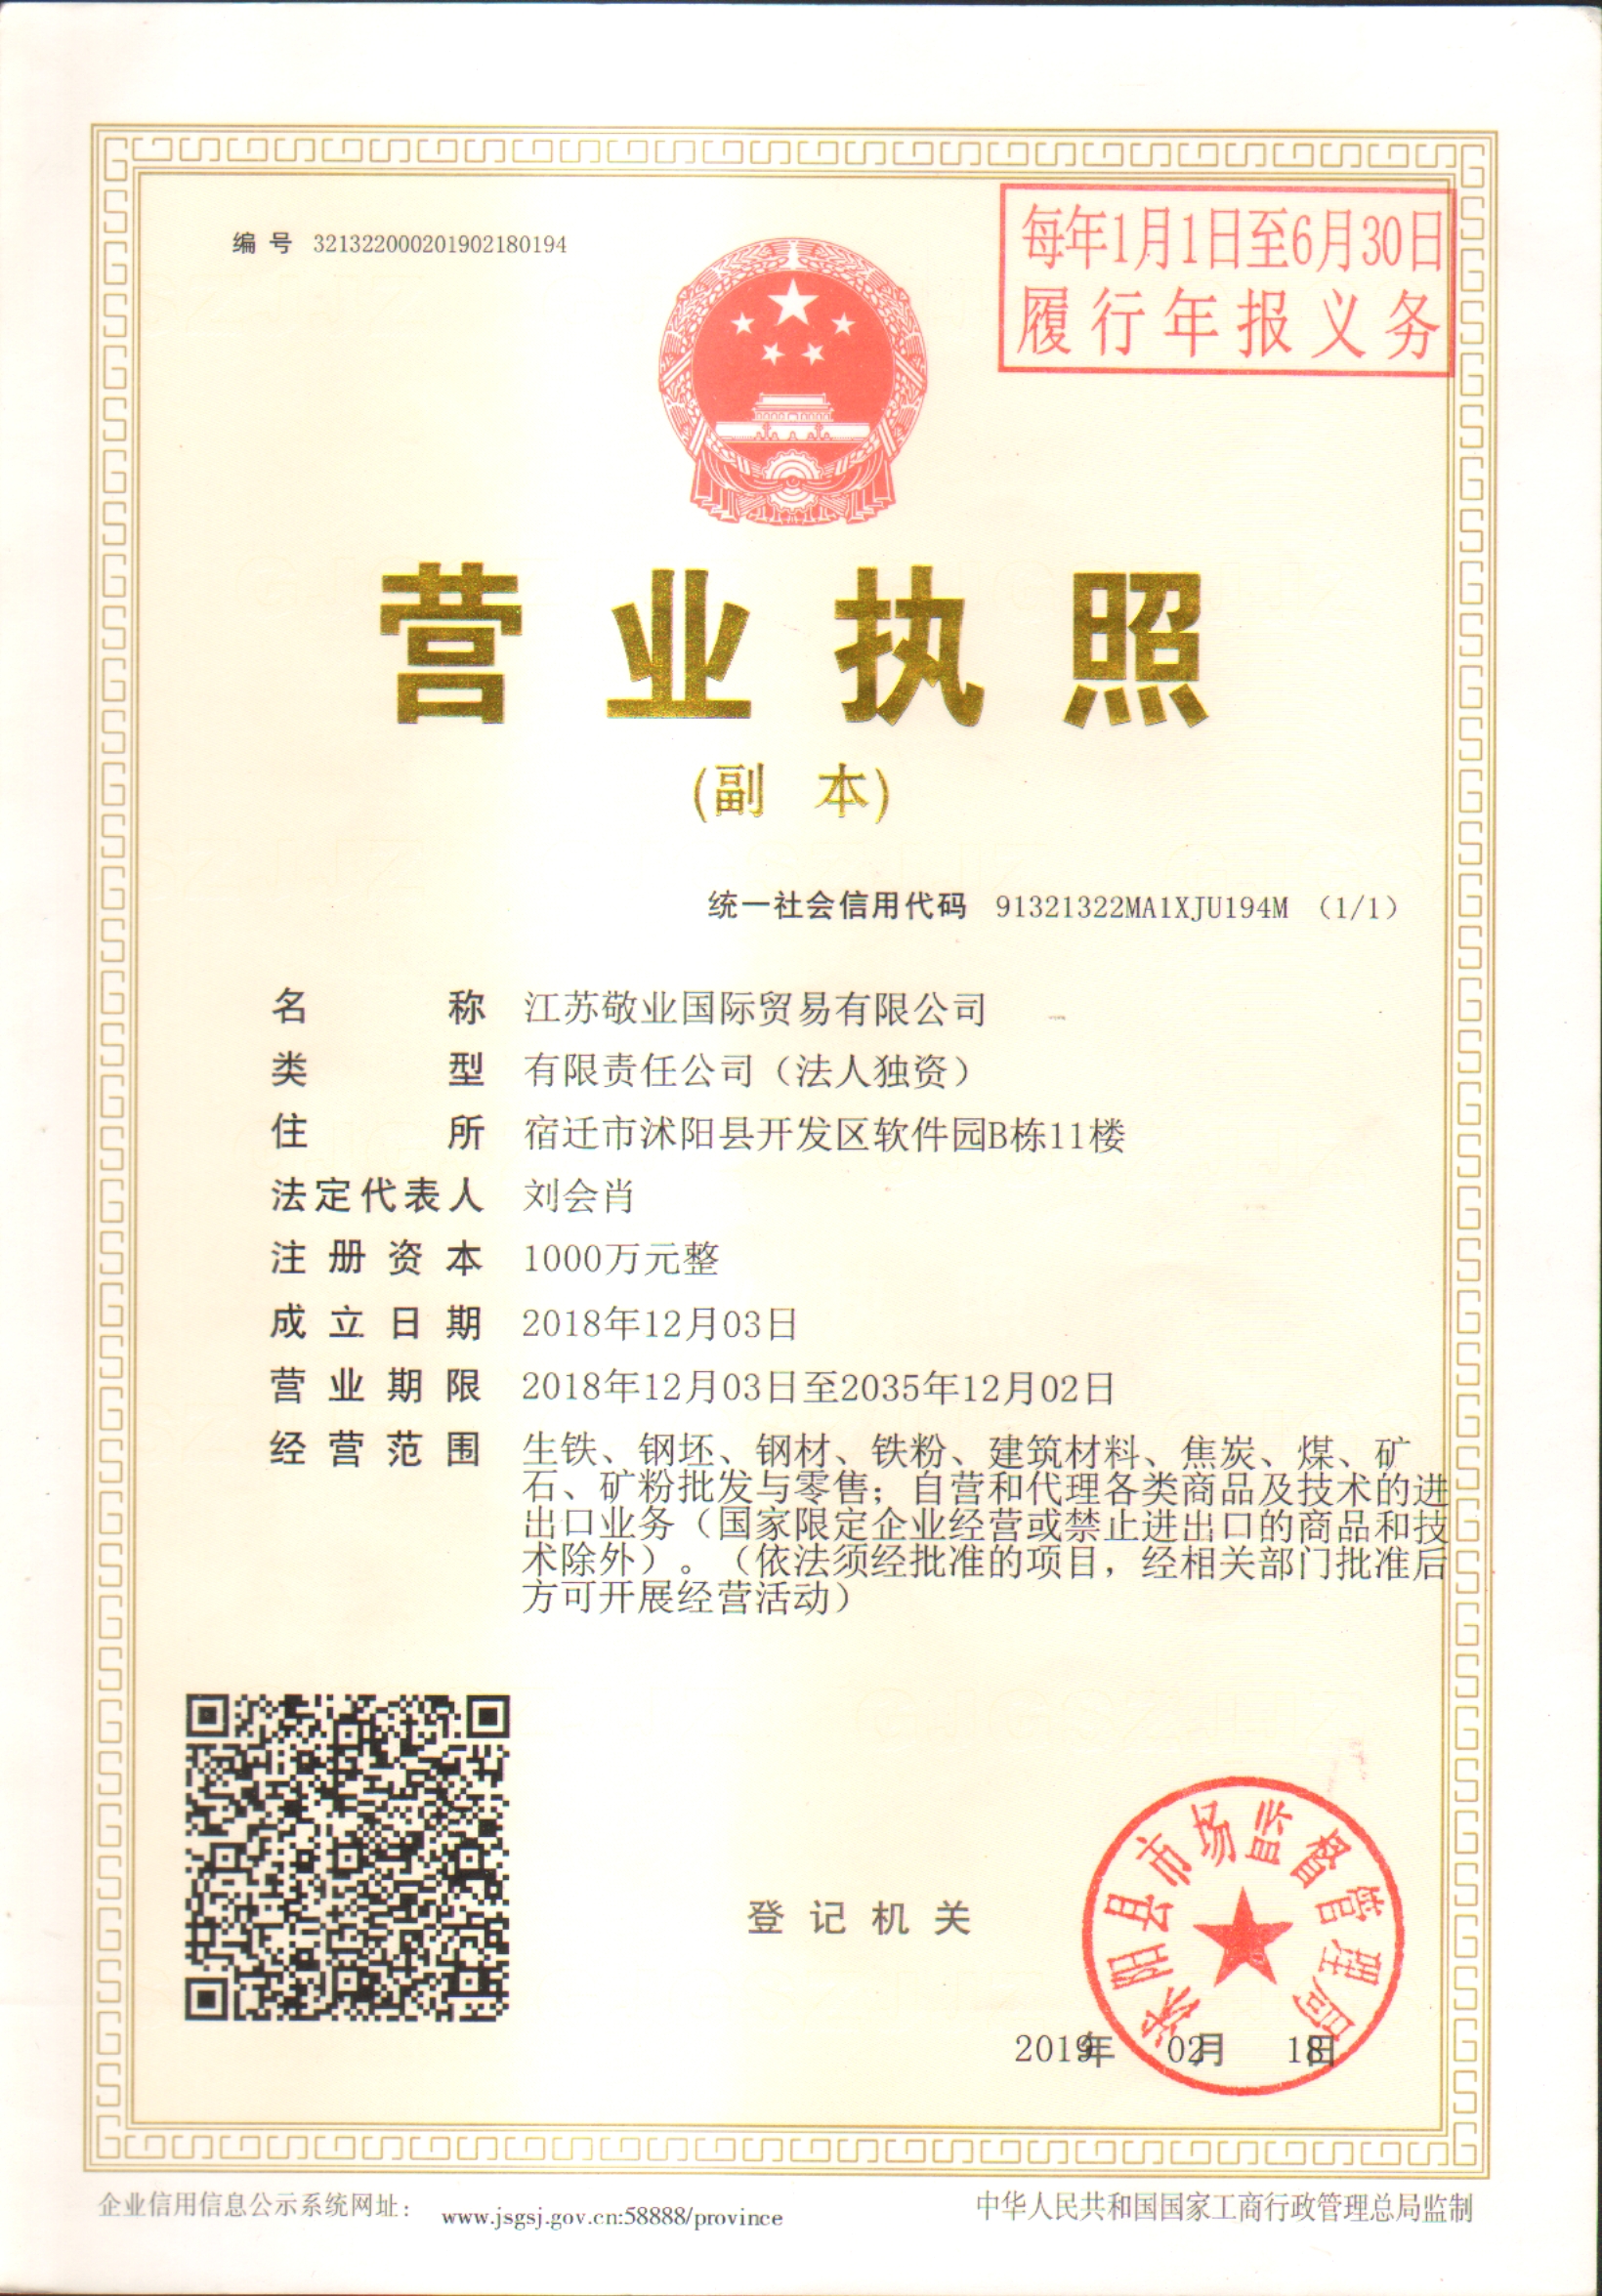 编号 321322000201902180194
每年1月1日至6月30日
履行年报义务
营业执照
(副 本)
统一社会信用代码 91321322MA1XJU194M (1/1)
名称 江苏敬业国际贸易有限公司
类型 有限责任公司（法人独资）
住所 宿迁市沭阳县开发区软件园B栋11楼
法定代表人 刘会肖
注册资本 1000万元整
成立日期 2018年12月03日
营业期限 2018年12月03日至2035年12月02日
经营范围 生铁、钢坯、钢材、铁粉、建筑材料、焦炭、煤、矿
石、矿粉批发与零售；自营和代理各类商品及技术的进
出口业务（国家限定企业经营或禁止进出口的商品和技
术除外）。（依法须经批准的项目，经相关部门批准后
方可开展经营活动）
登记机关
沭阳县市场监督管理局
2019年 02月 18日
企业信用信息公示系统网址： www.jsgsj.gov.cn:58888/province
中华人民共和国国家工商行政管理总局监制